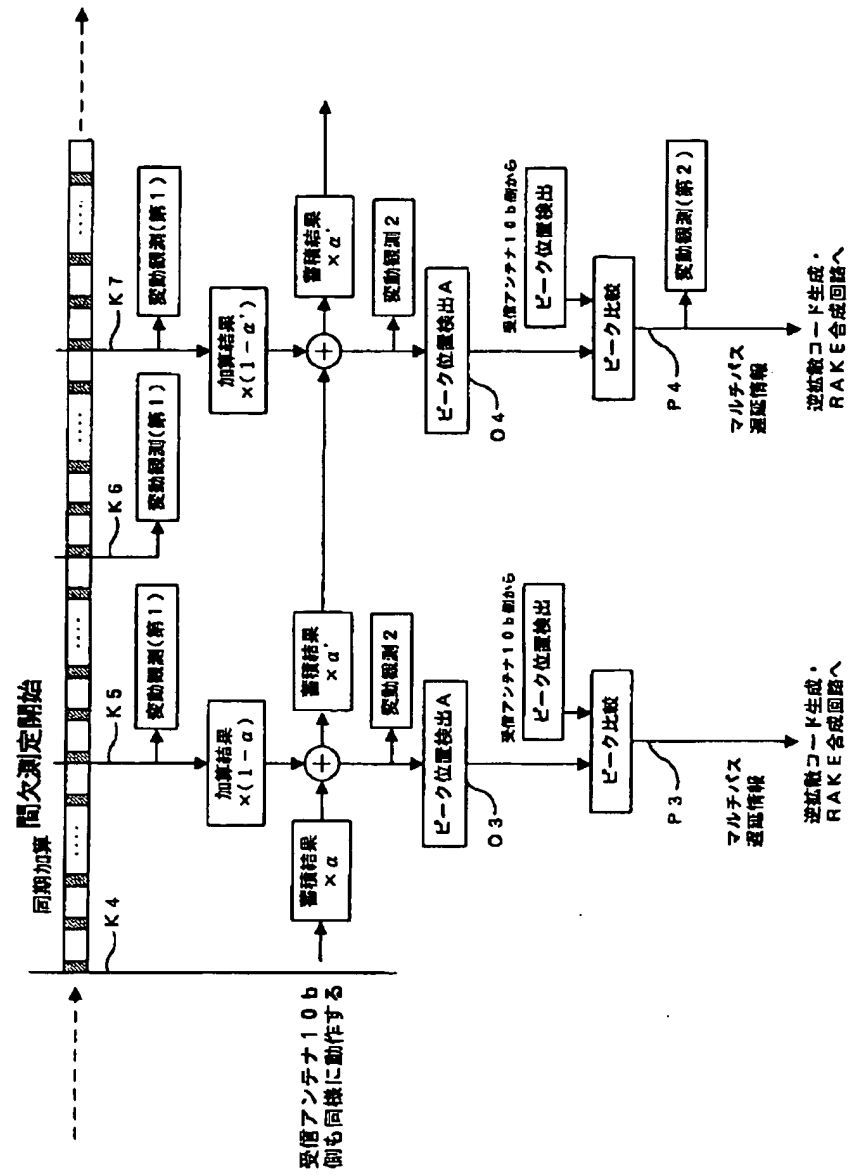 間欠測定開始
同期加算
....
....
....
....
K4
K5
K6
K7
変動観測(第1)
変動観測(第1)
変動観測(第1)
加算結果
×(1-α)
加算結果
×(1-α')
受信アンテナ10b
側も同様に動作する
蓄積結果
×α
+
蓄積結果
×α'
+
蓄積結果
×α'
変動観測2
変動観測2
ピーク位置検出A
O3
ピーク位置検出A
O4
受信アンテナ10b側から
ピーク位置検出
受信アンテナ10b側から
ピーク位置検出
ピーク比較
ピーク比較
P3
P4
変動観測(第2)
マルチパス
遅延情報
マルチパス
遅延情報
逆拡散コード生成・
RAKE合成回路へ
逆拡散コード生成・
RAKE合成回路へ